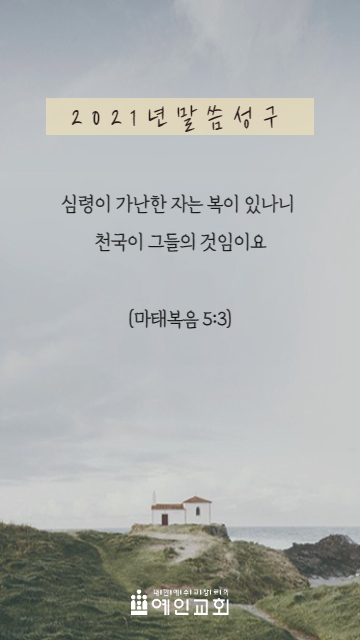 2021년말씀성구
심령이 가난한 자는 복이 있나니
천국이 그들의 것임이요
(마태복음 5:3)
예인교회